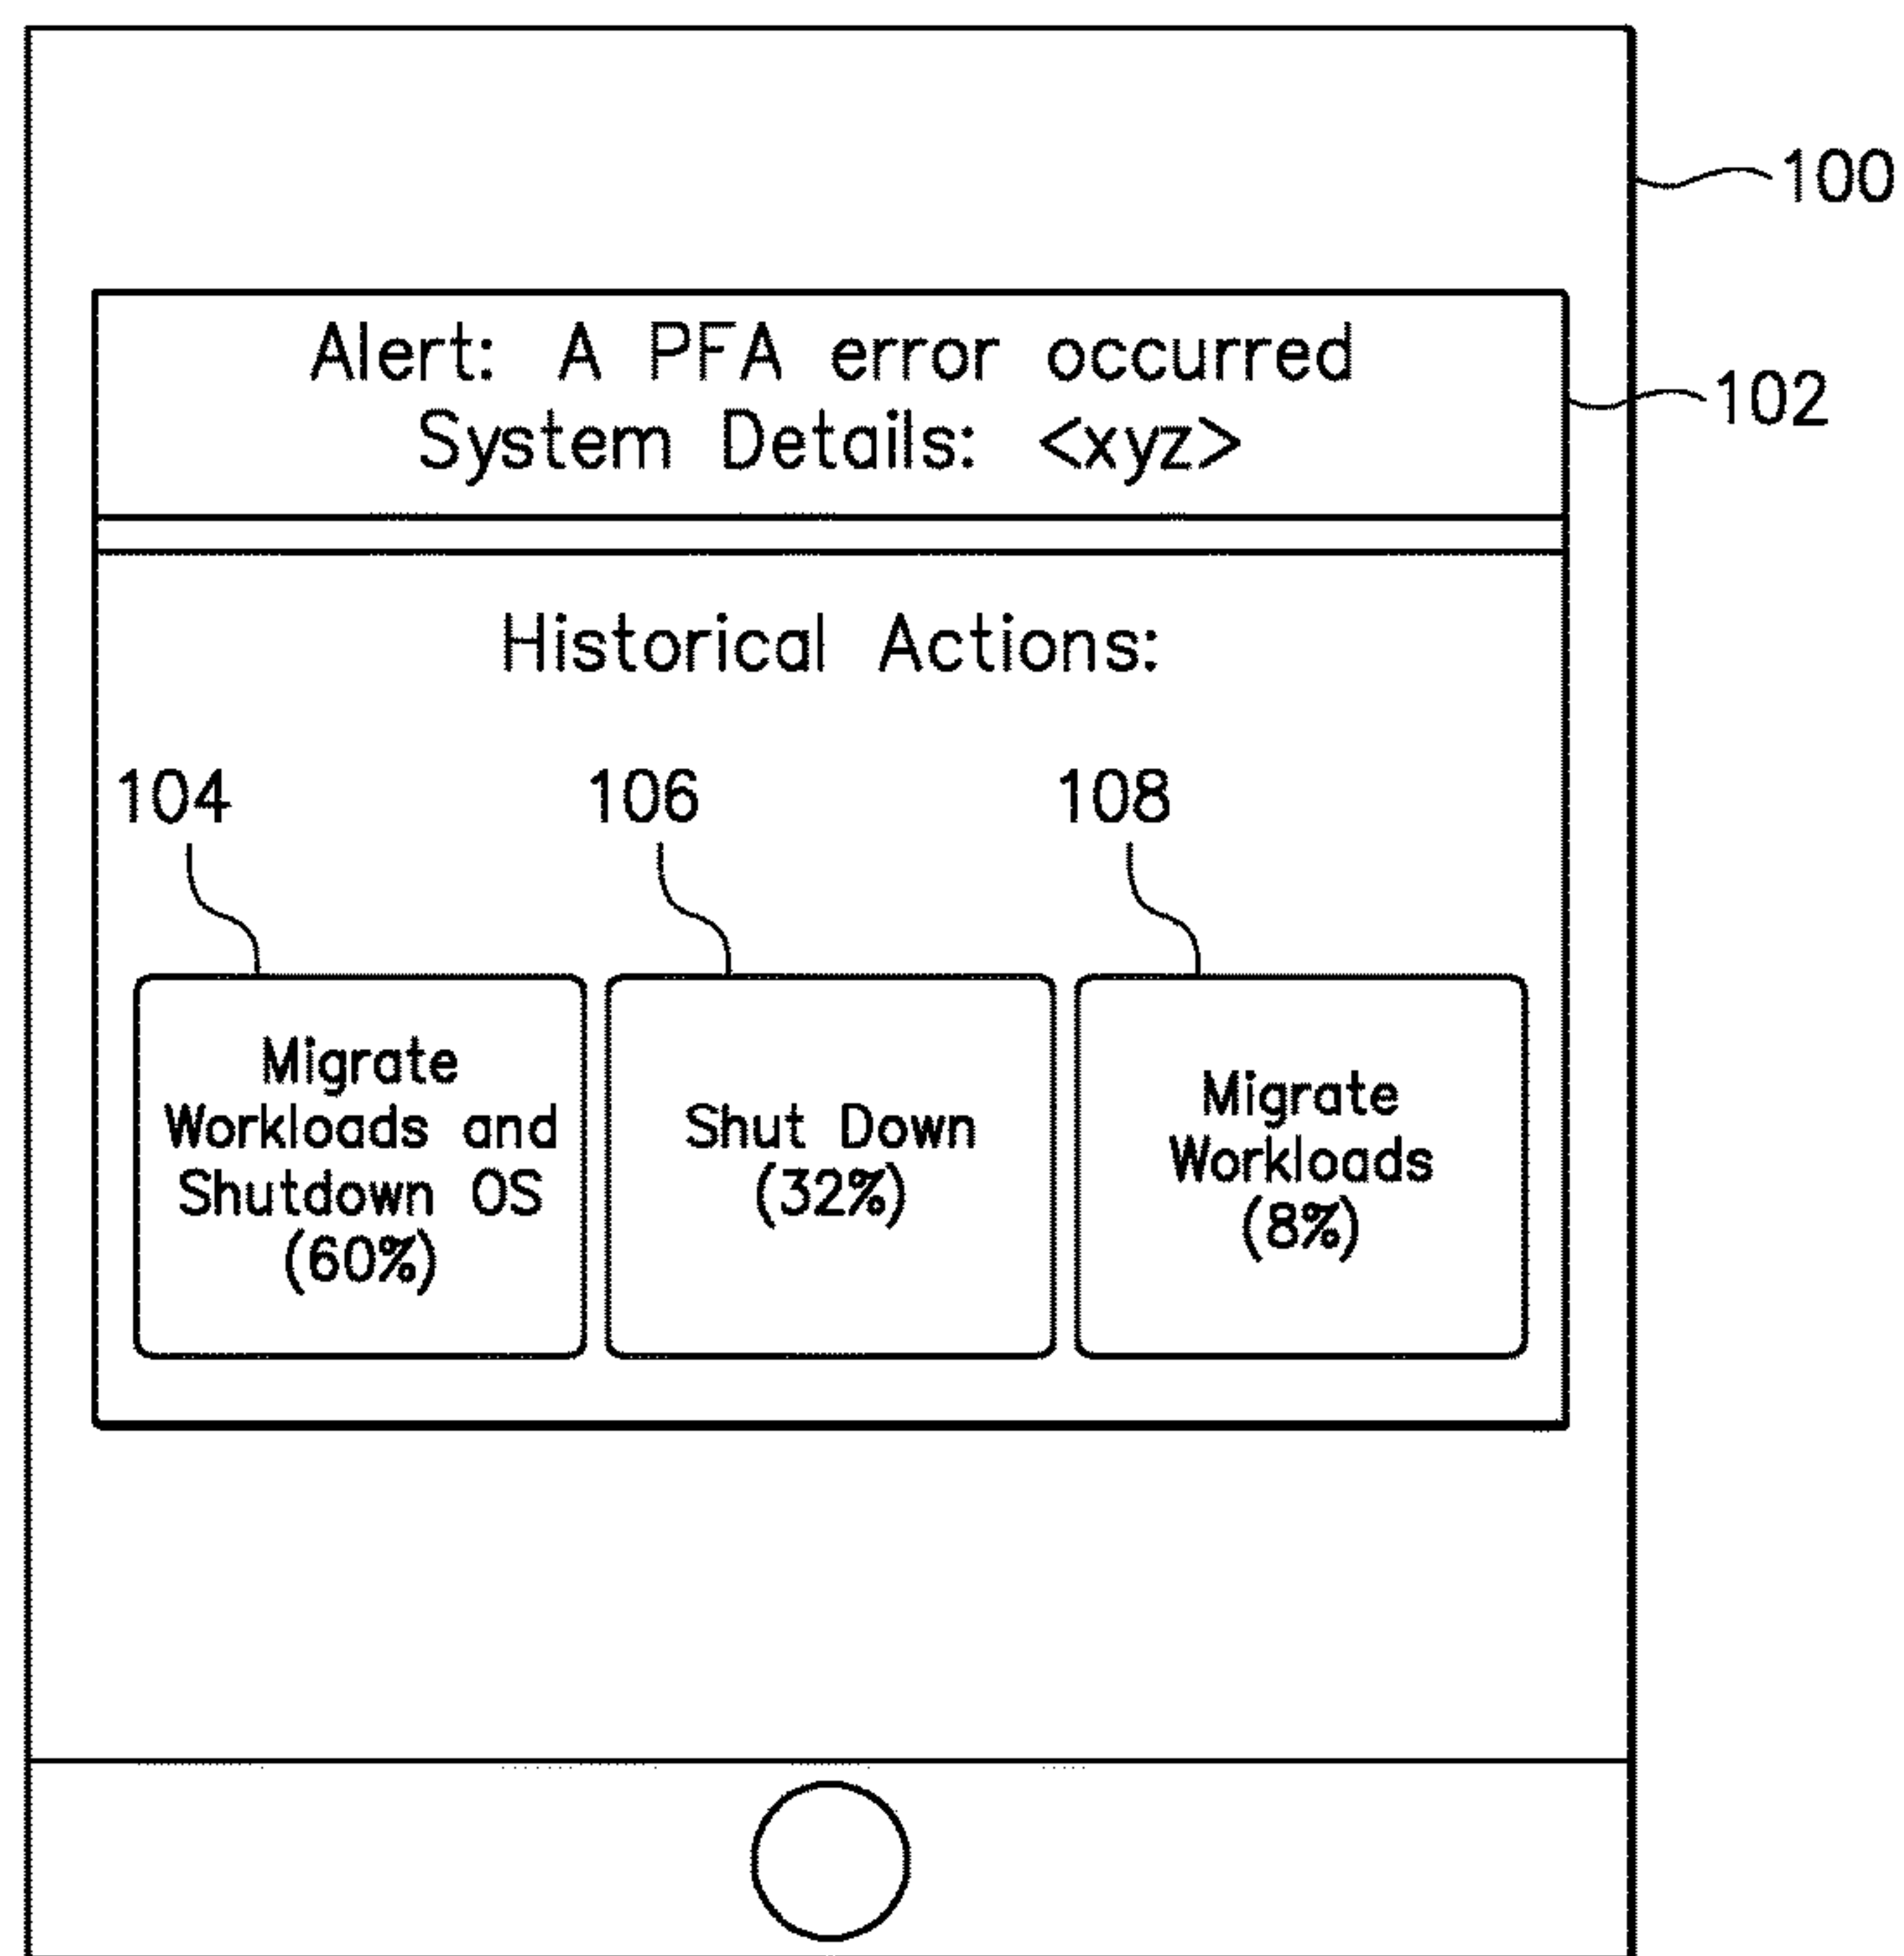 100
Alert: A PFA error occurred
System Details: <xyz>
102
Historical Actions:
104
106
108
Migrate
Workloads and
Shutdown OS
(60%)
Shut Down
(32%)
Migrate
Workloads
(8%)